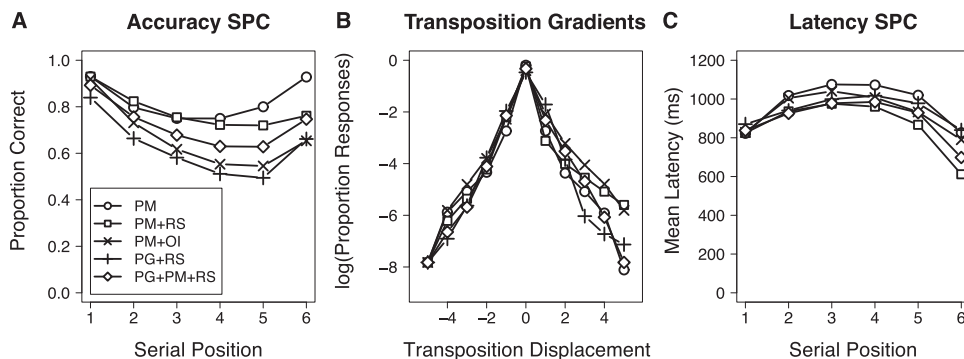 A Accuracy SPC
Proportion Correct
1.0
0.8
0.6
0.4
0.2
0.0
PM
PM+RS
PM+OI
PG+RS
PG+PM+RS
1 2 3 4 5 6
Serial Position
B Transposition Gradients
log(Proportion Responses)
0
−2
−4
−6
−8
−4 −2 0 2 4
Transposition Displacement
C Latency SPC
Mean Latency (ms)
1200
1000
800
600
400
200
0
1 2 3 4 5 6
Serial Position